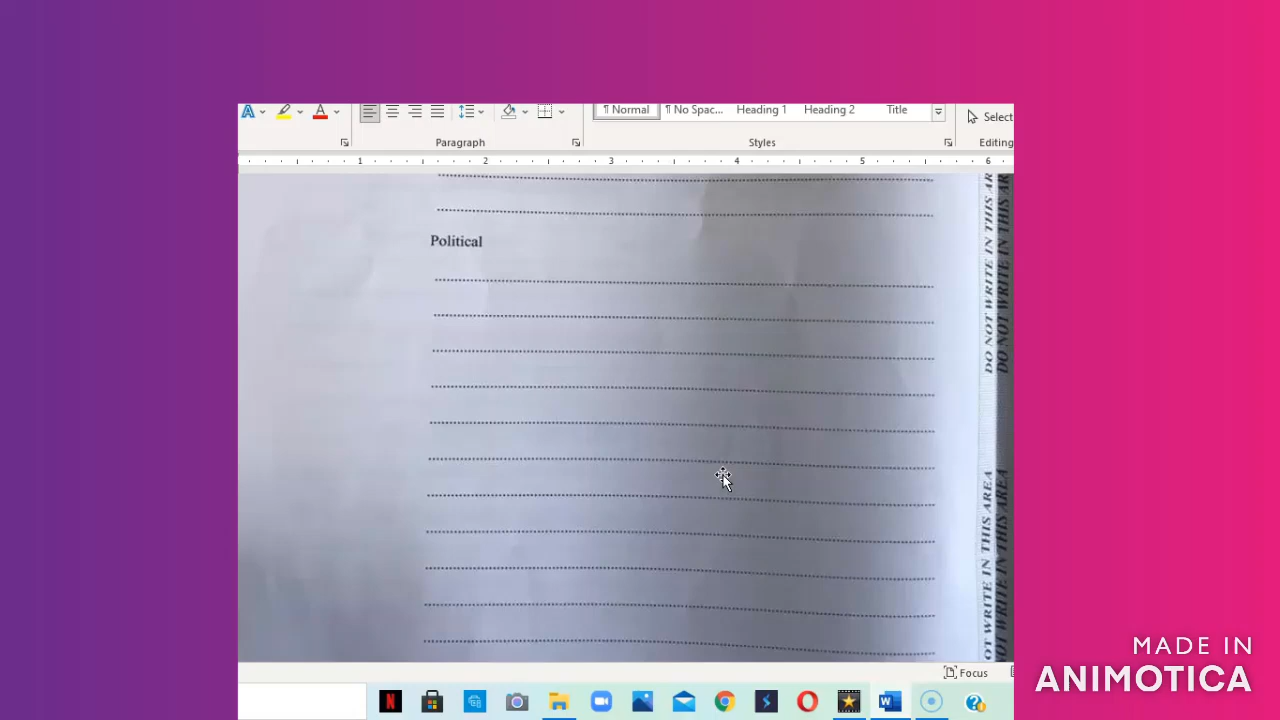 ¶ Normal ¶ No Spac... Heading 1 Heading 2 Title
Select
Paragraph Styles Editing
1 2 3 4 5 6
Political
DO NOT WRITE IN THIS AR
DO NOT WRITE IN THIS AR
OT WRITE IN THIS AREA
OT WRITE IN THIS AREA
Focus
MADE IN
ANIMOTICA